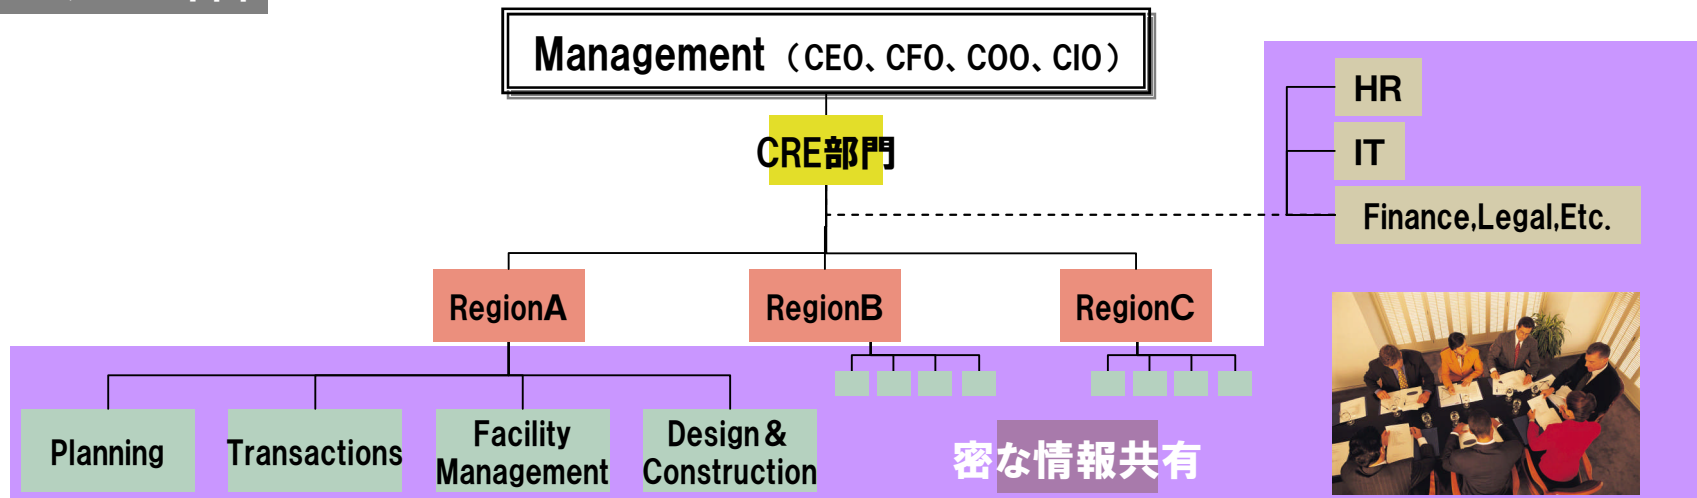 Management（CEO、CFO、COO、CIO）
CRE部門
HR
IT
Finance,Legal,Etc.
RegionA
RegionB
RegionC
Planning
Transactions
Facility
Management
Design＆
Construction
密な情報共有